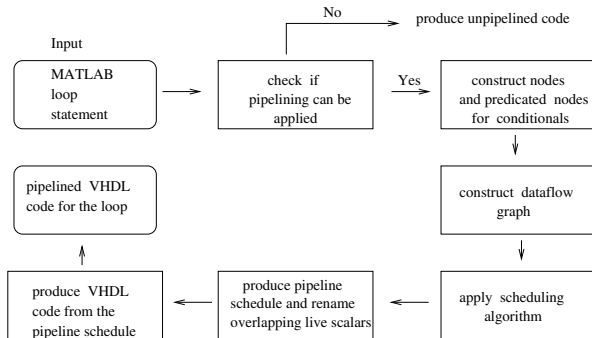 No
produce unpipelined code
Input
MATLAB
loop
statement
check if
pipelining can be
applied
Yes
construct nodes
and predicated nodes
for conditionals
pipelined VHDL
code for the loop
construct dataflow
graph
produce VHDL
code from the
pipeline schedule
produce pipeline
schedule and rename
overlapping live scalars
apply scheduling
algorithm